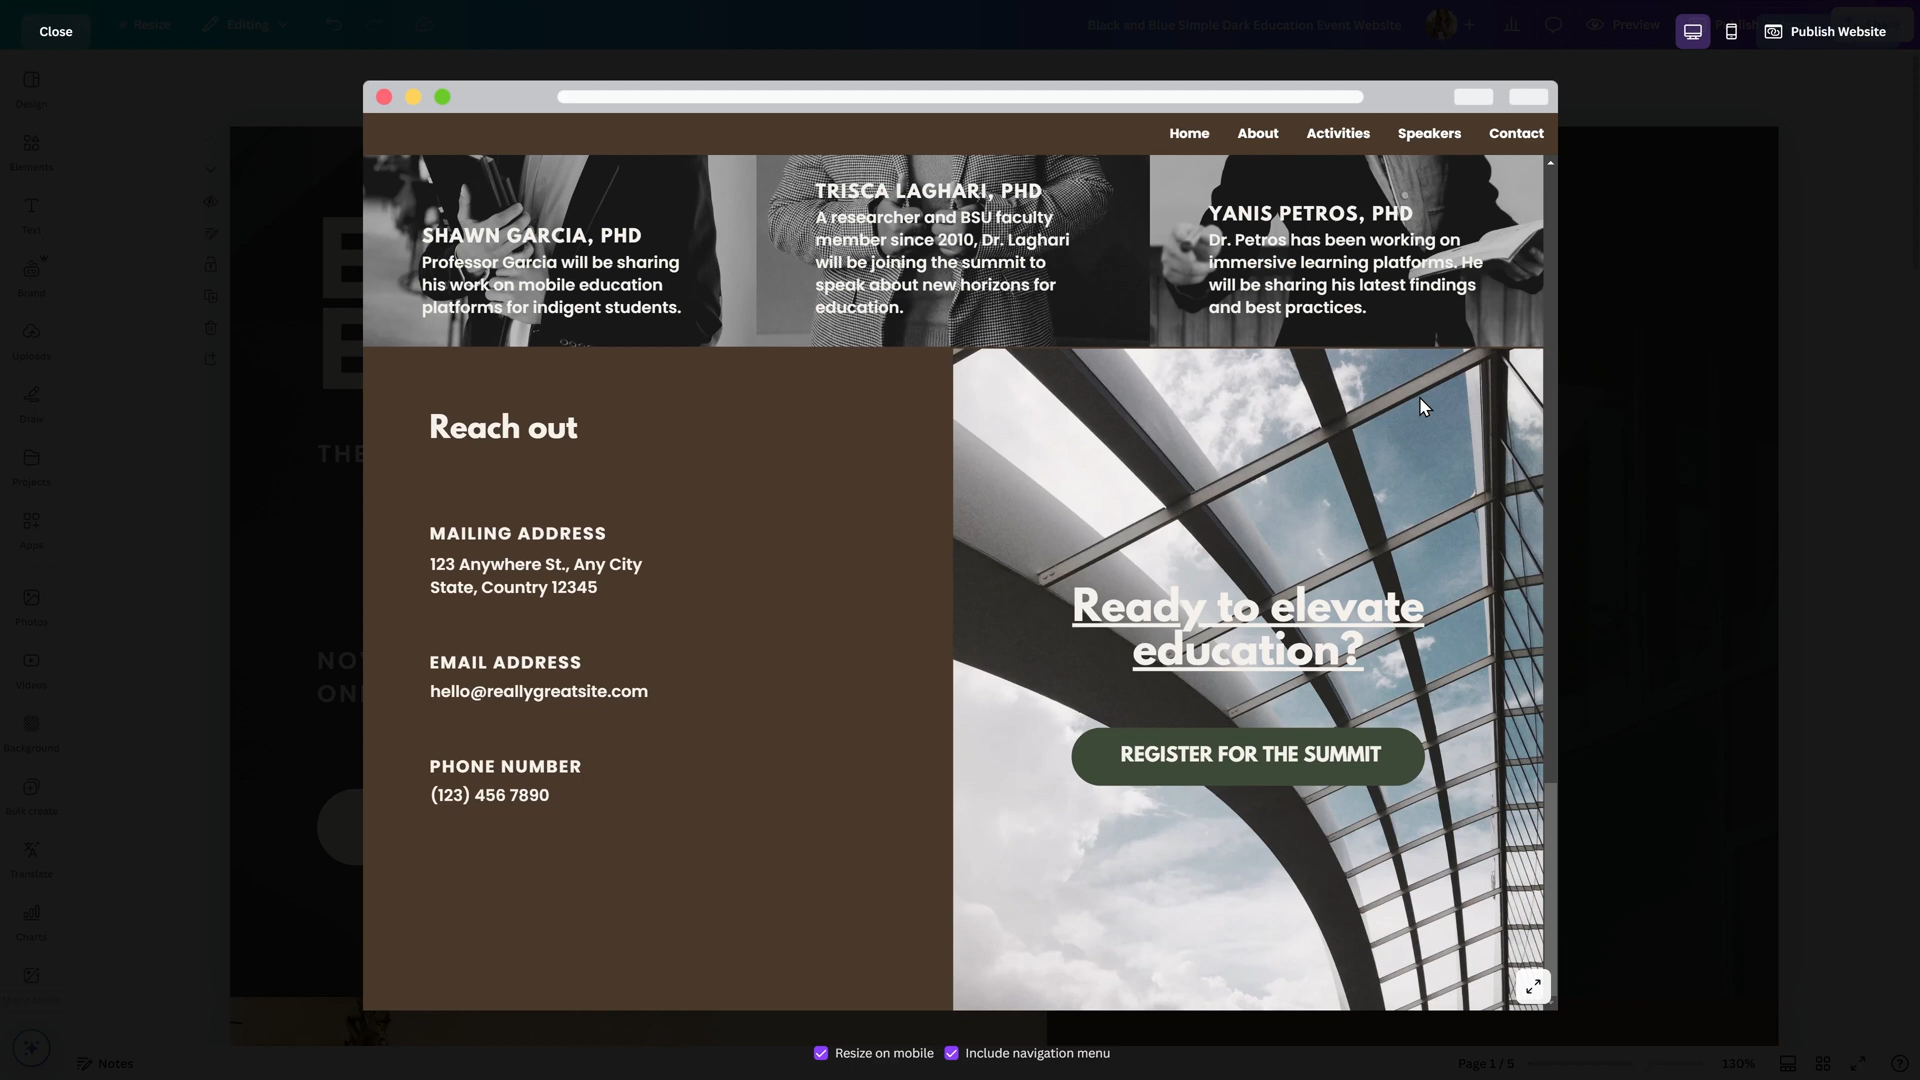 Close
Resize
Editing
Black and Blue Simple Dark Education Event Website
Preview
Publish Website
Design
Elements
Text
Brand
Uploads
Draw
Projects
Apps
Photos
Videos
Background
Bulk create
Translate
Charts
Home
About
Activities
Speakers
Contact
SHAWN GARCIA, PHD
Professor Garcia will be sharing
his work on mobile education
platforms for indigent students.
TRISCA LAGHARI, PHD
A researcher and BSU faculty
member since 2010, Dr. Laghari
will be joining the summit to
speak about new horizons for
education.
YANIS PETROS, PHD
Dr. Petros has been working on
immersive learning platforms. He
will be sharing his latest findings
and best practices.
Reach out
MAILING ADDRESS
123 Anywhere St., Any City
State, Country 12345
EMAIL ADDRESS
hello@reallygreatsite.com
PHONE NUMBER
(123) 456 7890
Ready to elevate
education?
REGISTER FOR THE SUMMIT
Resize on mobile
Include navigation menu
Notes
Page 1 / 5
130%